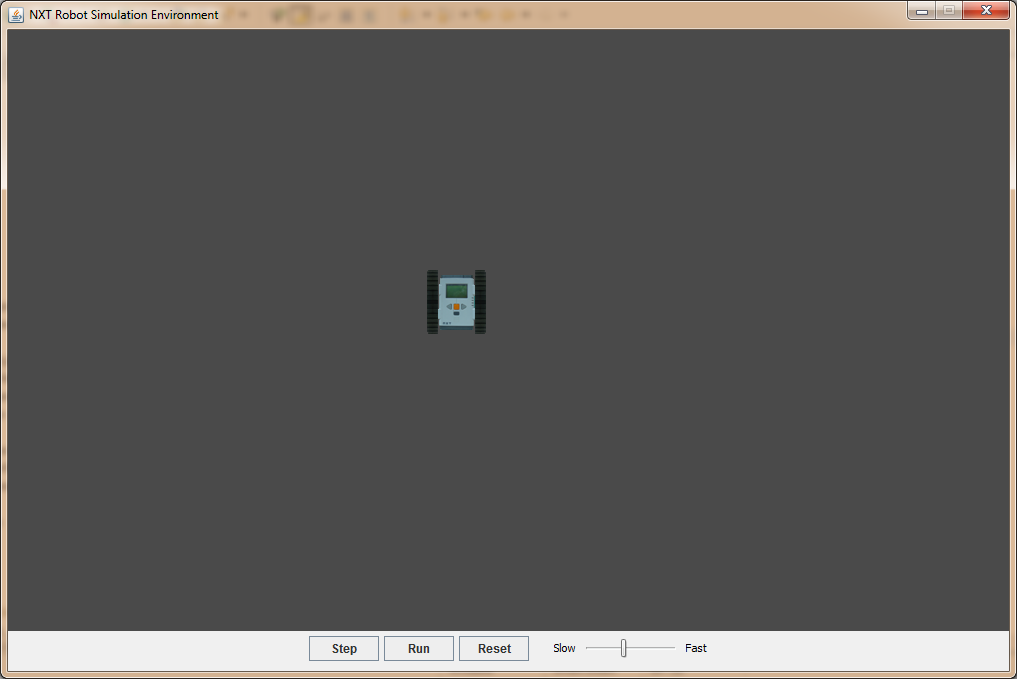 NXT Robot Simulation Environment
Step Run Reset Slow Fast